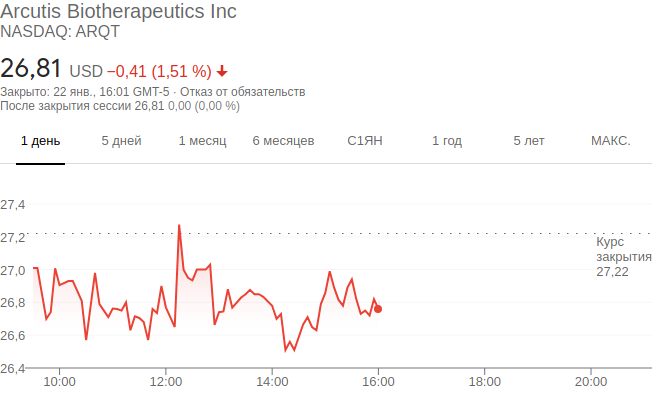 Arcutis Biotherapeutics Inc
NASDAQ: ARQT
26,81 USD −0,41 (1,51 %)
Закрыто: 22 янв., 16:01 GMT-5 · Отказ от обязательств
После закрытия сессии 26,81 0,00 (0,00 %)
1 день 5 дней 1 месяц 6 месяцев С1ЯН 1 год 5 лет МАКС.
27,4
27,2
Курс
закрытия
27,22
27,0
26,8
26,6
26,4
10:00 12:00 14:00 16:00 18:00 20:00